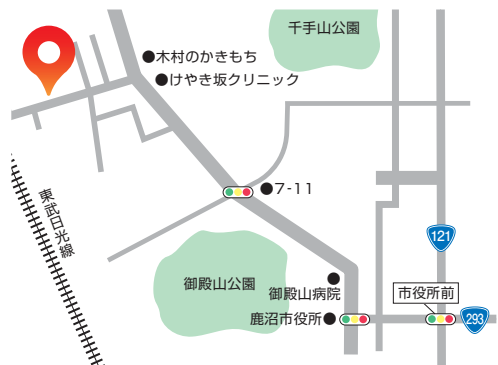 千手山公園
●木村のかきもち
●けやき坂クリニック
●7-11
東武日光線
121
御殿山公園
御殿山病院
市役所前
鹿沼市役所●
293